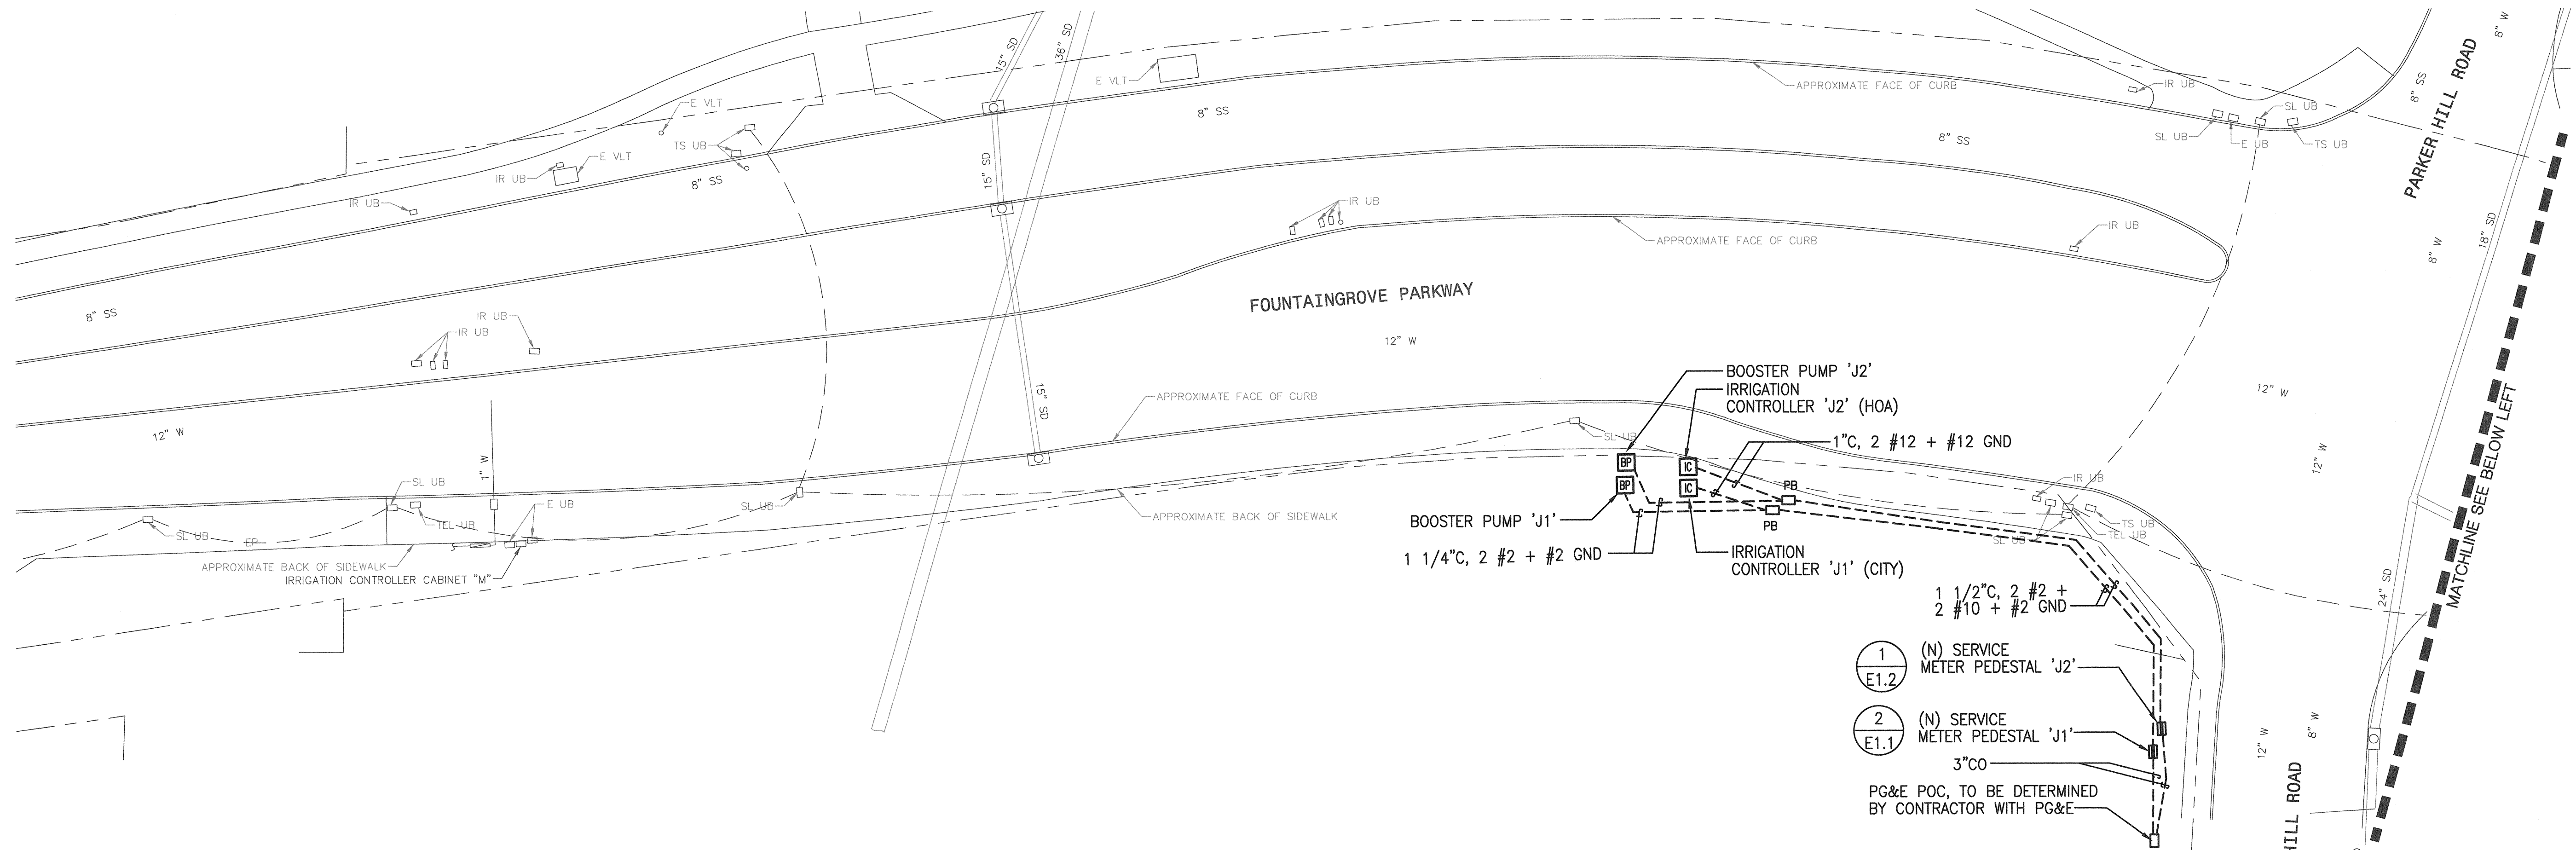 15" SD
36" SD
E VLT
8" SS
APPROXIMATE FACE OF CURB
8" SS
IR UB
SL UB
SL UB
E UB
TS UB
8" SS
PARKER HILL ROAD
8" W
E VLT
TS UB
E VLT
IR UB
8" SS
IR UB
15" SD
IR UB
APPROXIMATE FACE OF CURB
IR UB
8" W
18" SD
8" SS
FOUNTAINGROVE PARKWAY
IR UB
IR UB
12" W
12" W
15" SD
APPROXIMATE FACE OF CURB
12" W
12" W
1" W
SL UB
TEL UB
E UB
SL UB
EP
SL UB
APPROXIMATE BACK OF SIDEWALK
IRRIGATION CONTROLLER CABINET "M"
APPROXIMATE BACK OF SIDEWALK
SL UB
BOOSTER PUMP 'J2'
IRRIGATION
CONTROLLER 'J2' (HOA)
1"C, 2 #12 + #12 GND
BP
IC
BP
IC
PB
PB
BOOSTER PUMP 'J1'
1 1/4"C, 2 #2 + #2 GND
IRRIGATION
CONTROLLER 'J1' (CITY)
IR UB
TS UB
TEL UB
SL UB
1 1/2"C, 2 #2 +
2 #10 + #2 GND
24" SD
MATCHLINE SEE BELOW LEFT
1
E1.2
(N) SERVICE
METER PEDESTAL 'J2'
2
E1.1
(N) SERVICE
METER PEDESTAL 'J1'
3"CO
PG&E POC, TO BE DETERMINED
BY CONTRACTOR WITH PG&E
12" W
8" W
HILL ROAD